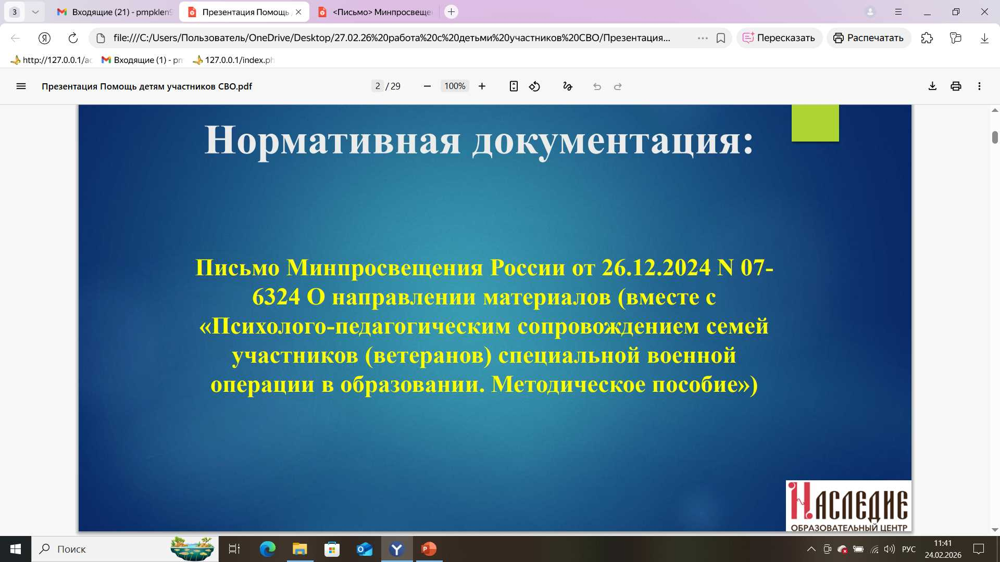 3
Входящие (21) - pmpklen9
Презентация Помощь
<Письмо> Минпросвеще
file:///C:/Users/Пользователь/OneDrive/Desktop/27.02.26%20работа%20с%20детьми%20участников%20СВО/Презентация...
Пересказать
Распечатать
http://127.0.0.1/ac
Входящие (1) - pm
127.0.0.1/index.ph
Презентация Помощь детям участников СВО.pdf
2 / 29
100%
Нормативная документация:
Письмо Минпросвещения России от 26.12.2024 N 07-
6324 О направлении материалов (вместе с
«Психолого-педагогическим сопровождением семей
участников (ветеранов) специальной военной
операции в образовании. Методическое пособие»)
Наследие
ОБРАЗОВАТЕЛЬНЫЙ ЦЕНТР
Поиск
РУС
11:41
24.02.2026